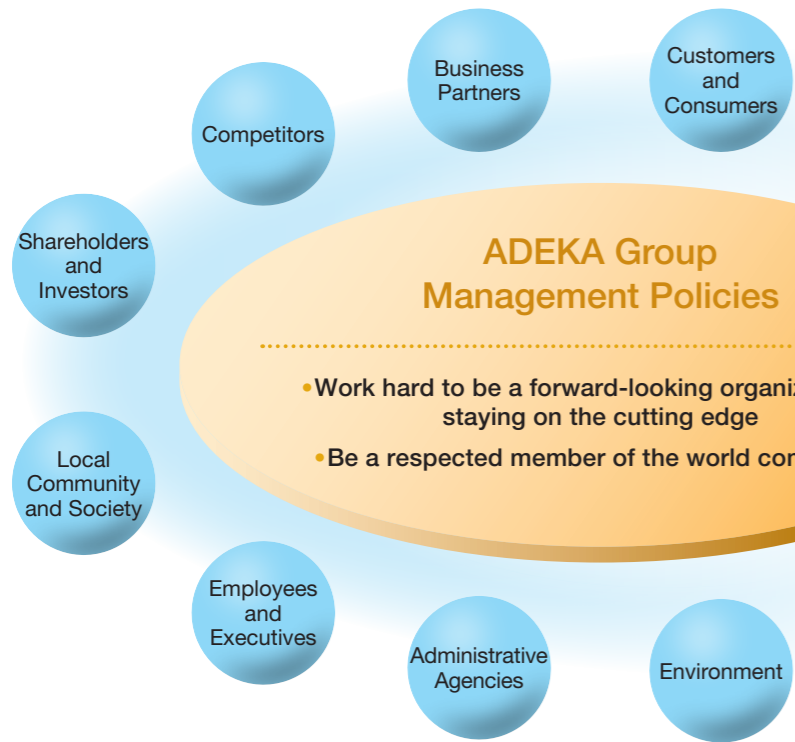 Business
Partners
Customers
and
Consumers
Competitors
Shareholders
and
Investors
ADEKA Group
Management Policies
•Work hard to be a forward-looking
staying on the cutting edge
•Be a respected member of the world
Local
Community
and Society
Employees
and
Executives
Administrative
Agencies
Environment